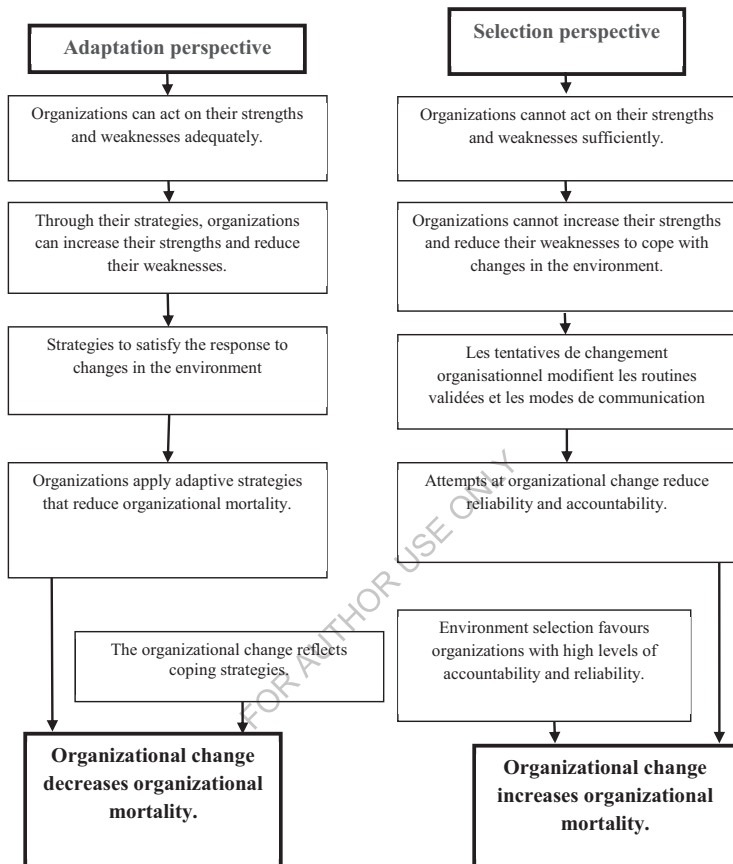 Adaptation perspective
Organizations can act on their strengths
and weaknesses adequately.
Through their strategies, organizations
can increase their strengths and reduce
their weaknesses.
Strategies to satisfy the response to
changes in the environment
Organizations apply adaptive strategies
that reduce organizational mortality.
The organizational change reflects
coping strategies.
Organizational change
decreases organizational
mortality.
Selection perspective
Organizations cannot act on their strengths
and weaknesses sufficiently.
Organizations cannot increase their strengths
and reduce their weaknesses to cope with
changes in the environment.
Les tentatives de changement
organisationnel modifient les routines
validées et les modes de communication
Attempts at organizational change reduce
reliability and accountability.
Environment selection favours
organizations with high levels of
accountability and reliability.
Organizational change
increases organizational
mortality.
FOR AUTHOR USE ONLY